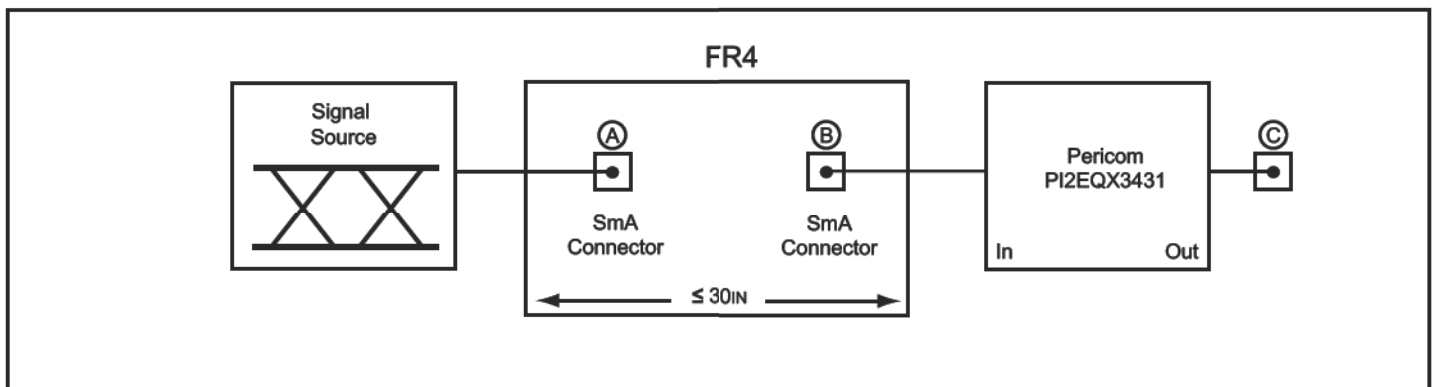 FR4
Signal
Source
Ⓐ
SmA
Connector
Ⓑ
SmA
Connector
≤ 30IN
Pericom
PI2EQX3431
In
Out
Ⓒ